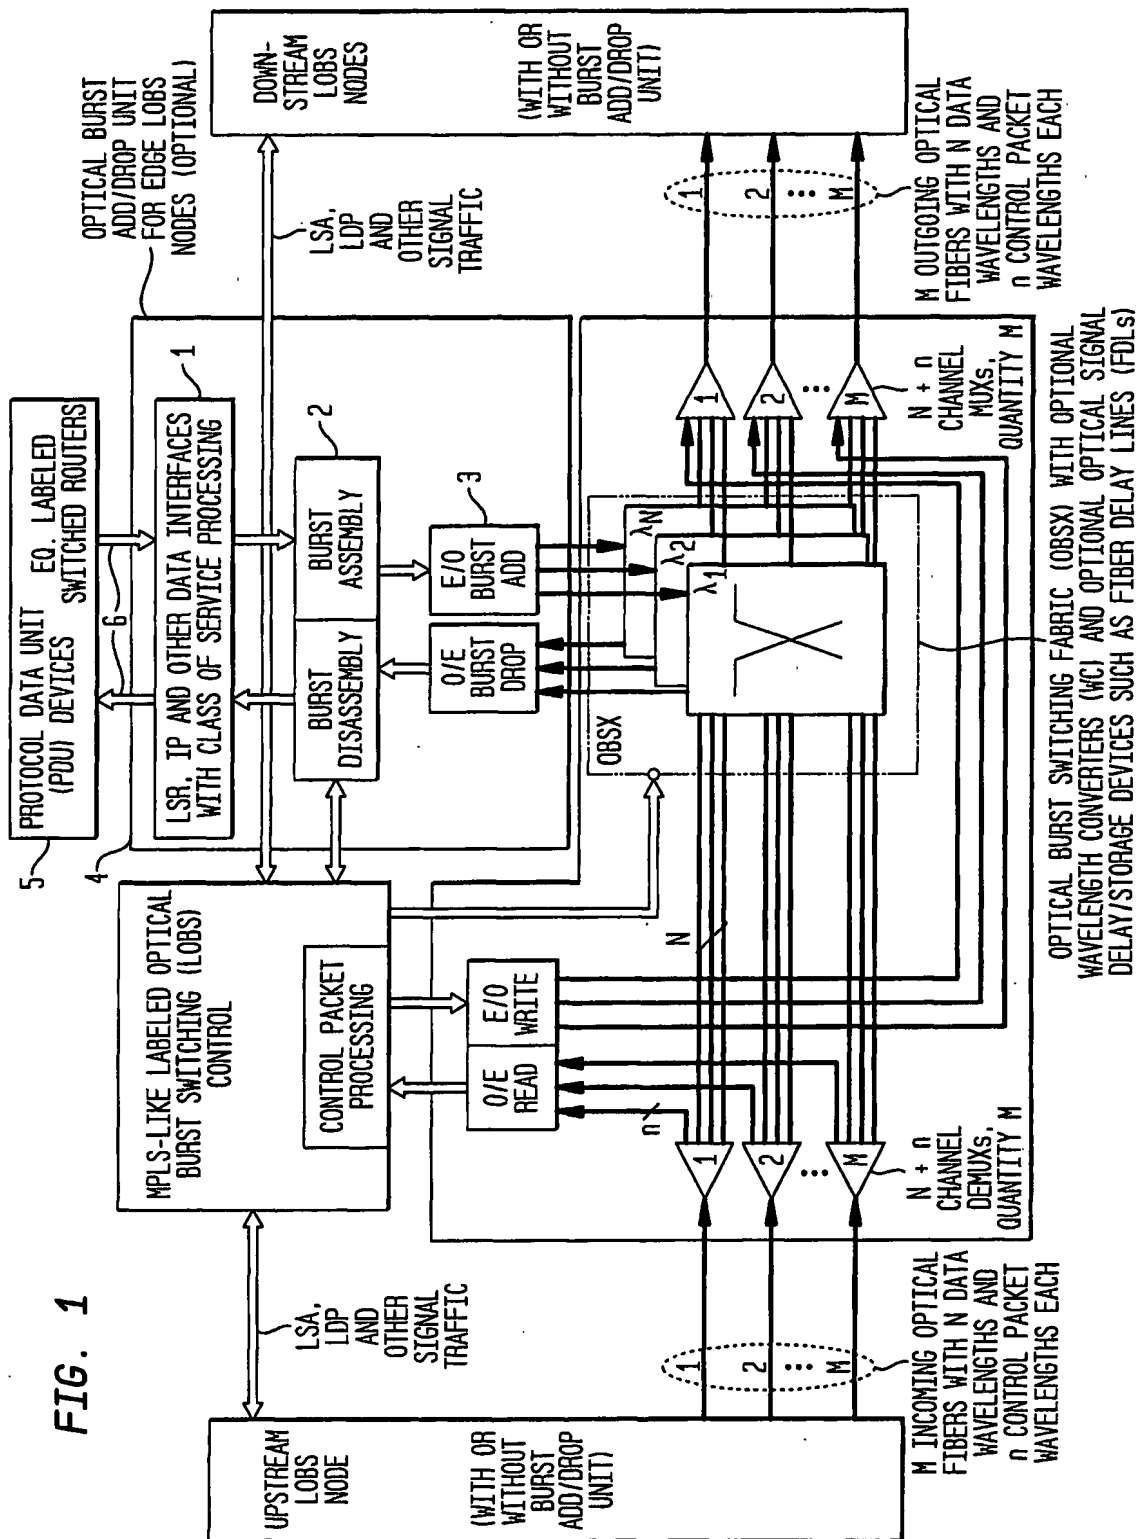 FIG. 1
UPSTREAM
LOBS
NODE
(WITH OR
WITHOUT
BURST
ADD/DROP
UNIT)
LSA,
LDP
AND
OTHER
SIGNAL
TRAFFIC
1
2
M
M INCOMING OPTICAL
FIBERS WITH N DATA
WAVELENGTHS AND
n CONTROL PACKET
WAVELENGTHS EACH
MPLS-LIKE LABELED OPTICAL
BURST SWITCHING (LOBS)
CONTROL
CONTROL PACKET
PROCESSING
O/E
READ
E/O
WRITE
n
N
1
2
M
N + n
CHANNEL
DEMUXs,
QUANTITY M
5
PROTOCOL DATA UNIT
(PDU) DEVICES
EQ. LABELED
SWITCHED ROUTERS
6
4
LSR, IP AND OTHER DATA INTERFACES
WITH CLASS OF SERVICE PROCESSING
1
BURST
DISASSEMBLY
BURST
ASSEMBLY
2
O/E
BURST
DROP
E/O
BURST
ADD
3
OBSX
λ1
λ2
λN
1
2
M
N + n
CHANNEL
MUXs,
QUANTITY M
OPTICAL BURST SWITCHING FABRIC (OBSX) WITH OPTIONAL
WAVELENGTH CONVERTERS (WC) AND OPTIONAL OPTICAL SIGNAL
DELAY/STORAGE DEVICES SUCH AS FIBER DELAY LINES (FDLs)
OPTICAL BURST
ADD/DROP UNIT
FOR EDGE LOBS
NODES (OPTIONAL)
LSA,
LDP
AND
OTHER
SIGNAL
TRAFFIC
DOWN-
STREAM
LOBS
NODES
(WITH OR
WITHOUT
BURST
ADD/DROP
UNIT)
1
2
M
M OUTGOING OPTICAL
FIBERS WITH N DATA
WAVELENGTHS AND
n CONTROL PACKET
WAVELENGTHS EACH